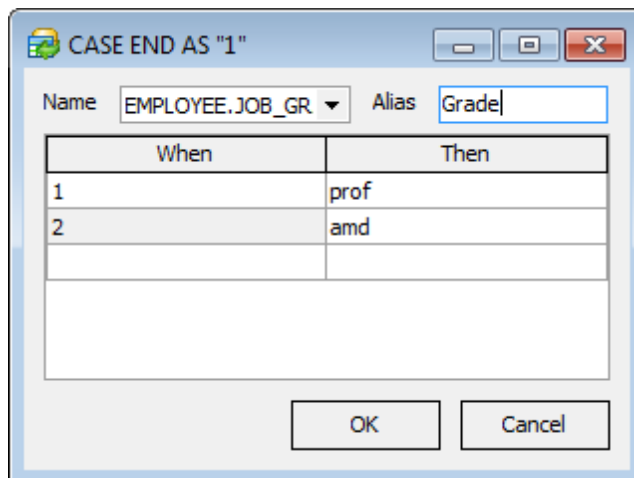 CASE END AS "1"
Name EMPLOYEE.JOB_GR Alias Grade
When Then
1 prof
2 amd
OK Cancel